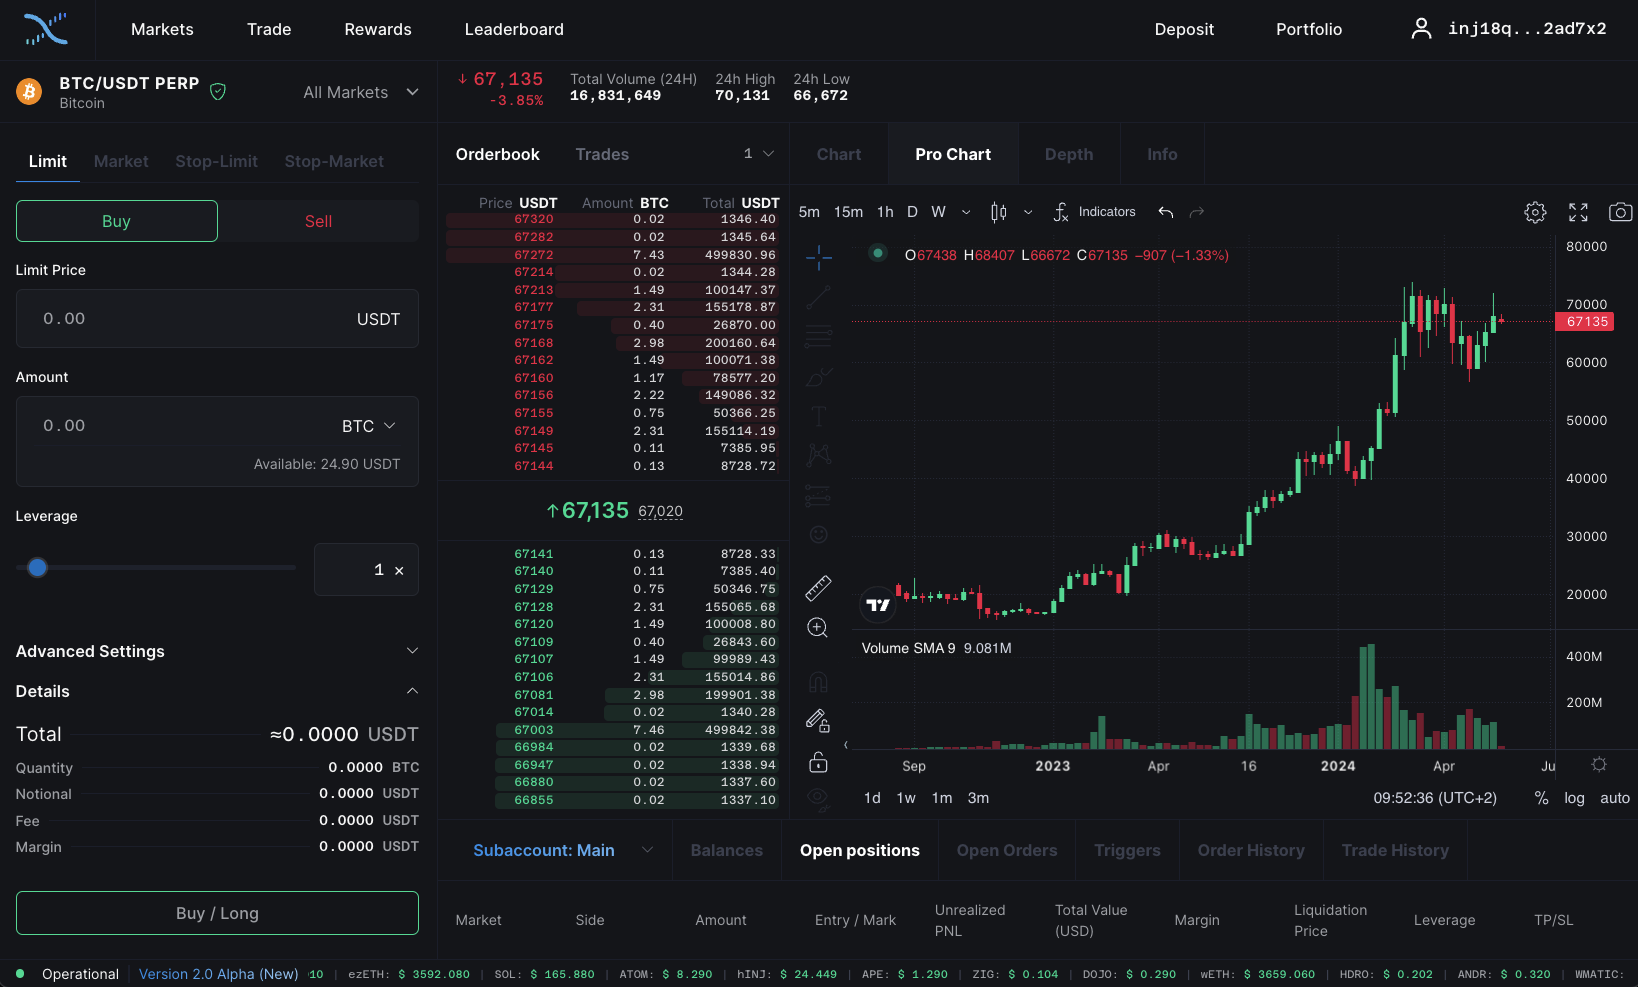 Markets Trade Rewards Leaderboard Deposit Portfolio inj18q...2ad7x2
BTC/USDT PERP
Bitcoin
All Markets
↓ 67,135
-3.85%
Total Volume (24H)
16,831,649
24h High
70,131
24h Low
66,672
Limit Market Stop-Limit Stop-Market
Buy Sell
Limit Price
0.00 USDT
Amount
0.00 BTC
Available: 24.90 USDT
Leverage
1 ×
Advanced Settings
Details
Total ≈0.0000 USDT
Quantity 0.0000 BTC
Notional 0.0000 USDT
Fee 0.0000 USDT
Margin 0.0000 USDT
Buy / Long
Orderbook Trades 1
Price USDT Amount BTC Total USDT
67320 0.02 1346.40
67282 0.02 1345.64
67272 7.43 499830.96
67214 0.02 1344.28
67213 1.49 100147.37
67177 2.31 155178.87
67175 0.40 26870.00
67168 2.98 200160.64
67162 1.49 100071.38
67160 1.17 78577.20
67156 2.22 149086.32
67155 0.75 50366.25
67149 2.31 155114.19
67145 0.11 7385.95
67144 0.13 8728.72
↑67,135 67,020
67141 0.13 8728.33
67140 0.11 7385.40
67129 0.75 50346.75
67128 2.31 155065.68
67120 1.49 100008.80
67109 0.40 26843.60
67107 1.49 99989.43
67106 2.31 155014.86
67081 2.98 199901.38
67014 0.02 1340.28
67003 7.46 499842.38
66984 0.02 1339.68
66947 0.02 1338.94
66880 0.02 1337.60
66855 0.02 1337.10
Chart Pro Chart Depth Info
5m 15m 1h D W Indicators
O67438 H68407 L66672 C67135 −907 (−1.33%)
80000
70000
67135
60000
50000
40000
30000
20000
Volume SMA 9 9.081M
400M
200M
Sep 2023 Apr 16 2024 Apr Ju
1d 1w 1m 3m 09:52:36 (UTC+2) % log auto
Subaccount: Main Balances Open positions Open Orders Triggers Order History Trade History
Market Side Amount Entry / Mark Unrealized PNL Total Value (USD) Margin Liquidation Price Leverage TP/SL
Operational Version 2.0 Alpha (New) 10 | ezETH: $ 3592.080 | SOL: $ 165.880 | ATOM: $ 8.290 | hINJ: $ 24.449 | APE: $ 1.290 | ZIG: $ 0.104 | DOJO: $ 0.290 | wETH: $ 3659.060 | HDRO: $ 0.202 | ANDR: $ 0.320 | WMATIC: